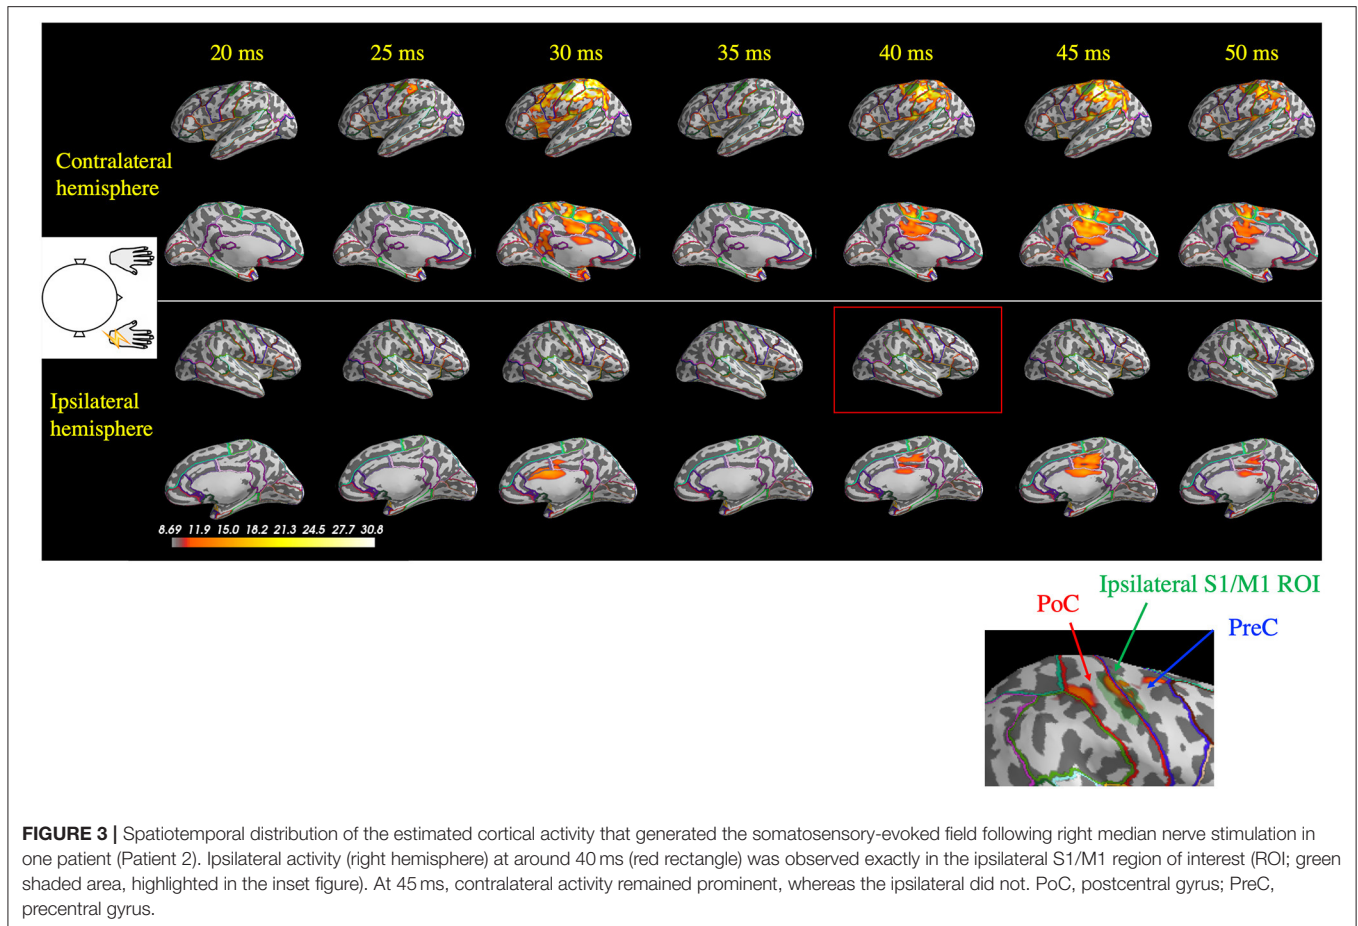 20 ms 25 ms 30 ms 35 ms 40 ms 45 ms 50 ms
Contralateral
hemisphere
Ipsilateral
hemisphere
8.69 11.9 15.0 18.2 21.3 24.5 27.7 30.8
Ipsilateral S1/M1 ROI
PoC
PreC
FIGURE 3 | Spatiotemporal distribution of the estimated cortical activity that generated the somatosensory-evoked field following right median nerve stimulation in
one patient (Patient 2). Ipsilateral activity (right hemisphere) at around 40 ms (red rectangle) was observed exactly in the ipsilateral S1/M1 region of interest (ROI; green
shaded area, highlighted in the inset figure). At 45 ms, contralateral activity remained prominent, whereas the ipsilateral did not. PoC, postcentral gyrus; PreC,
precentral gyrus.